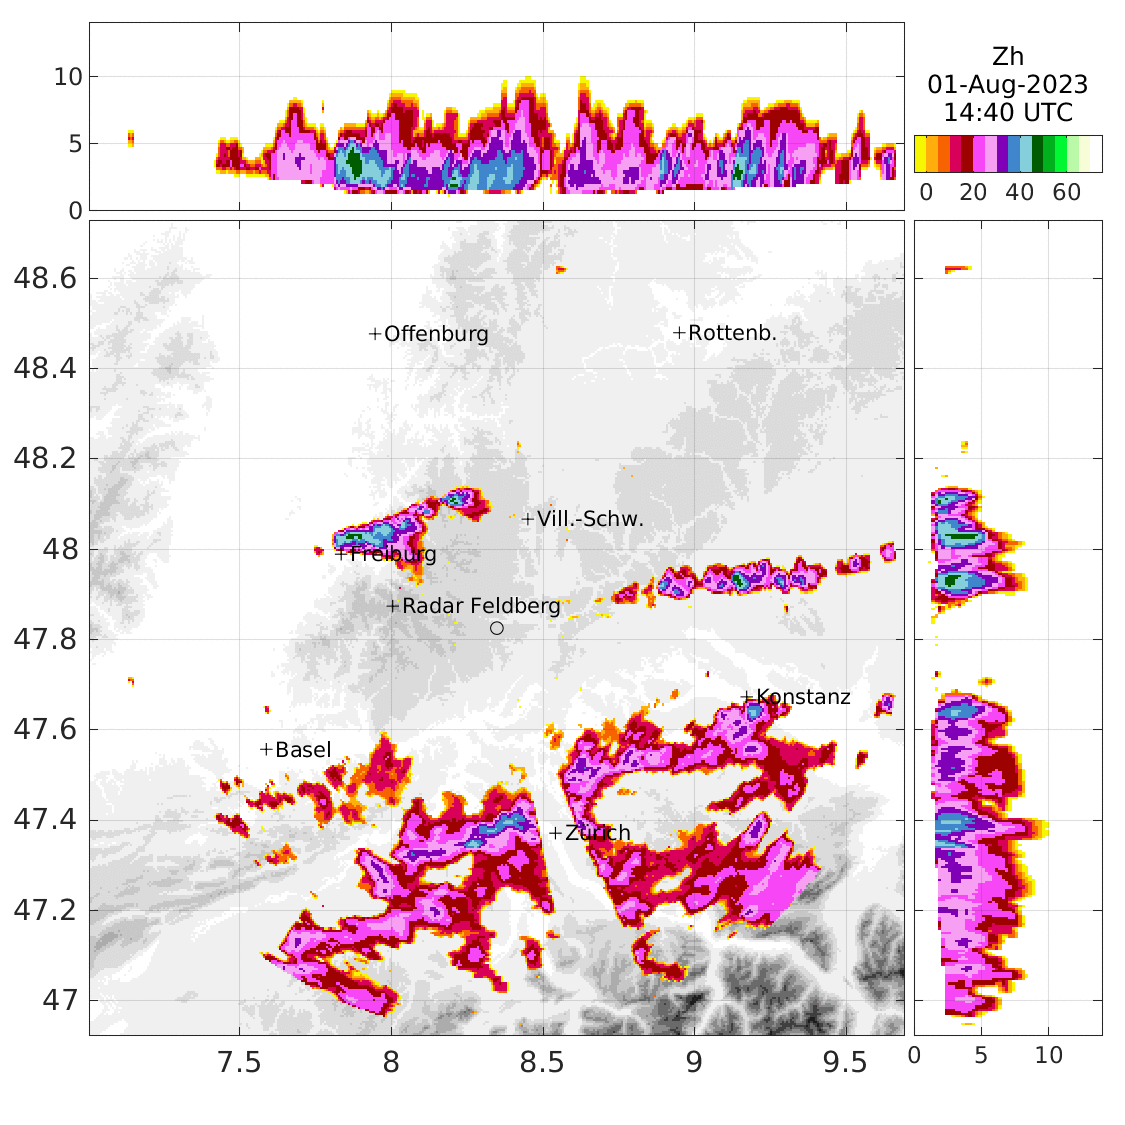 10
5
0
Zh
01-Aug-2023
14:40 UTC
0 20 40 60
48.6
48.4
48.2
48
47.8
47.6
47.4
47.2
47
+Offenburg
+Rottenb.
+Vill.-Schw.
+Freiburg
+Radar Feldberg
+Konstanz
+Basel
+Zürich
7.5 8 8.5 9 9.5
0 5 10